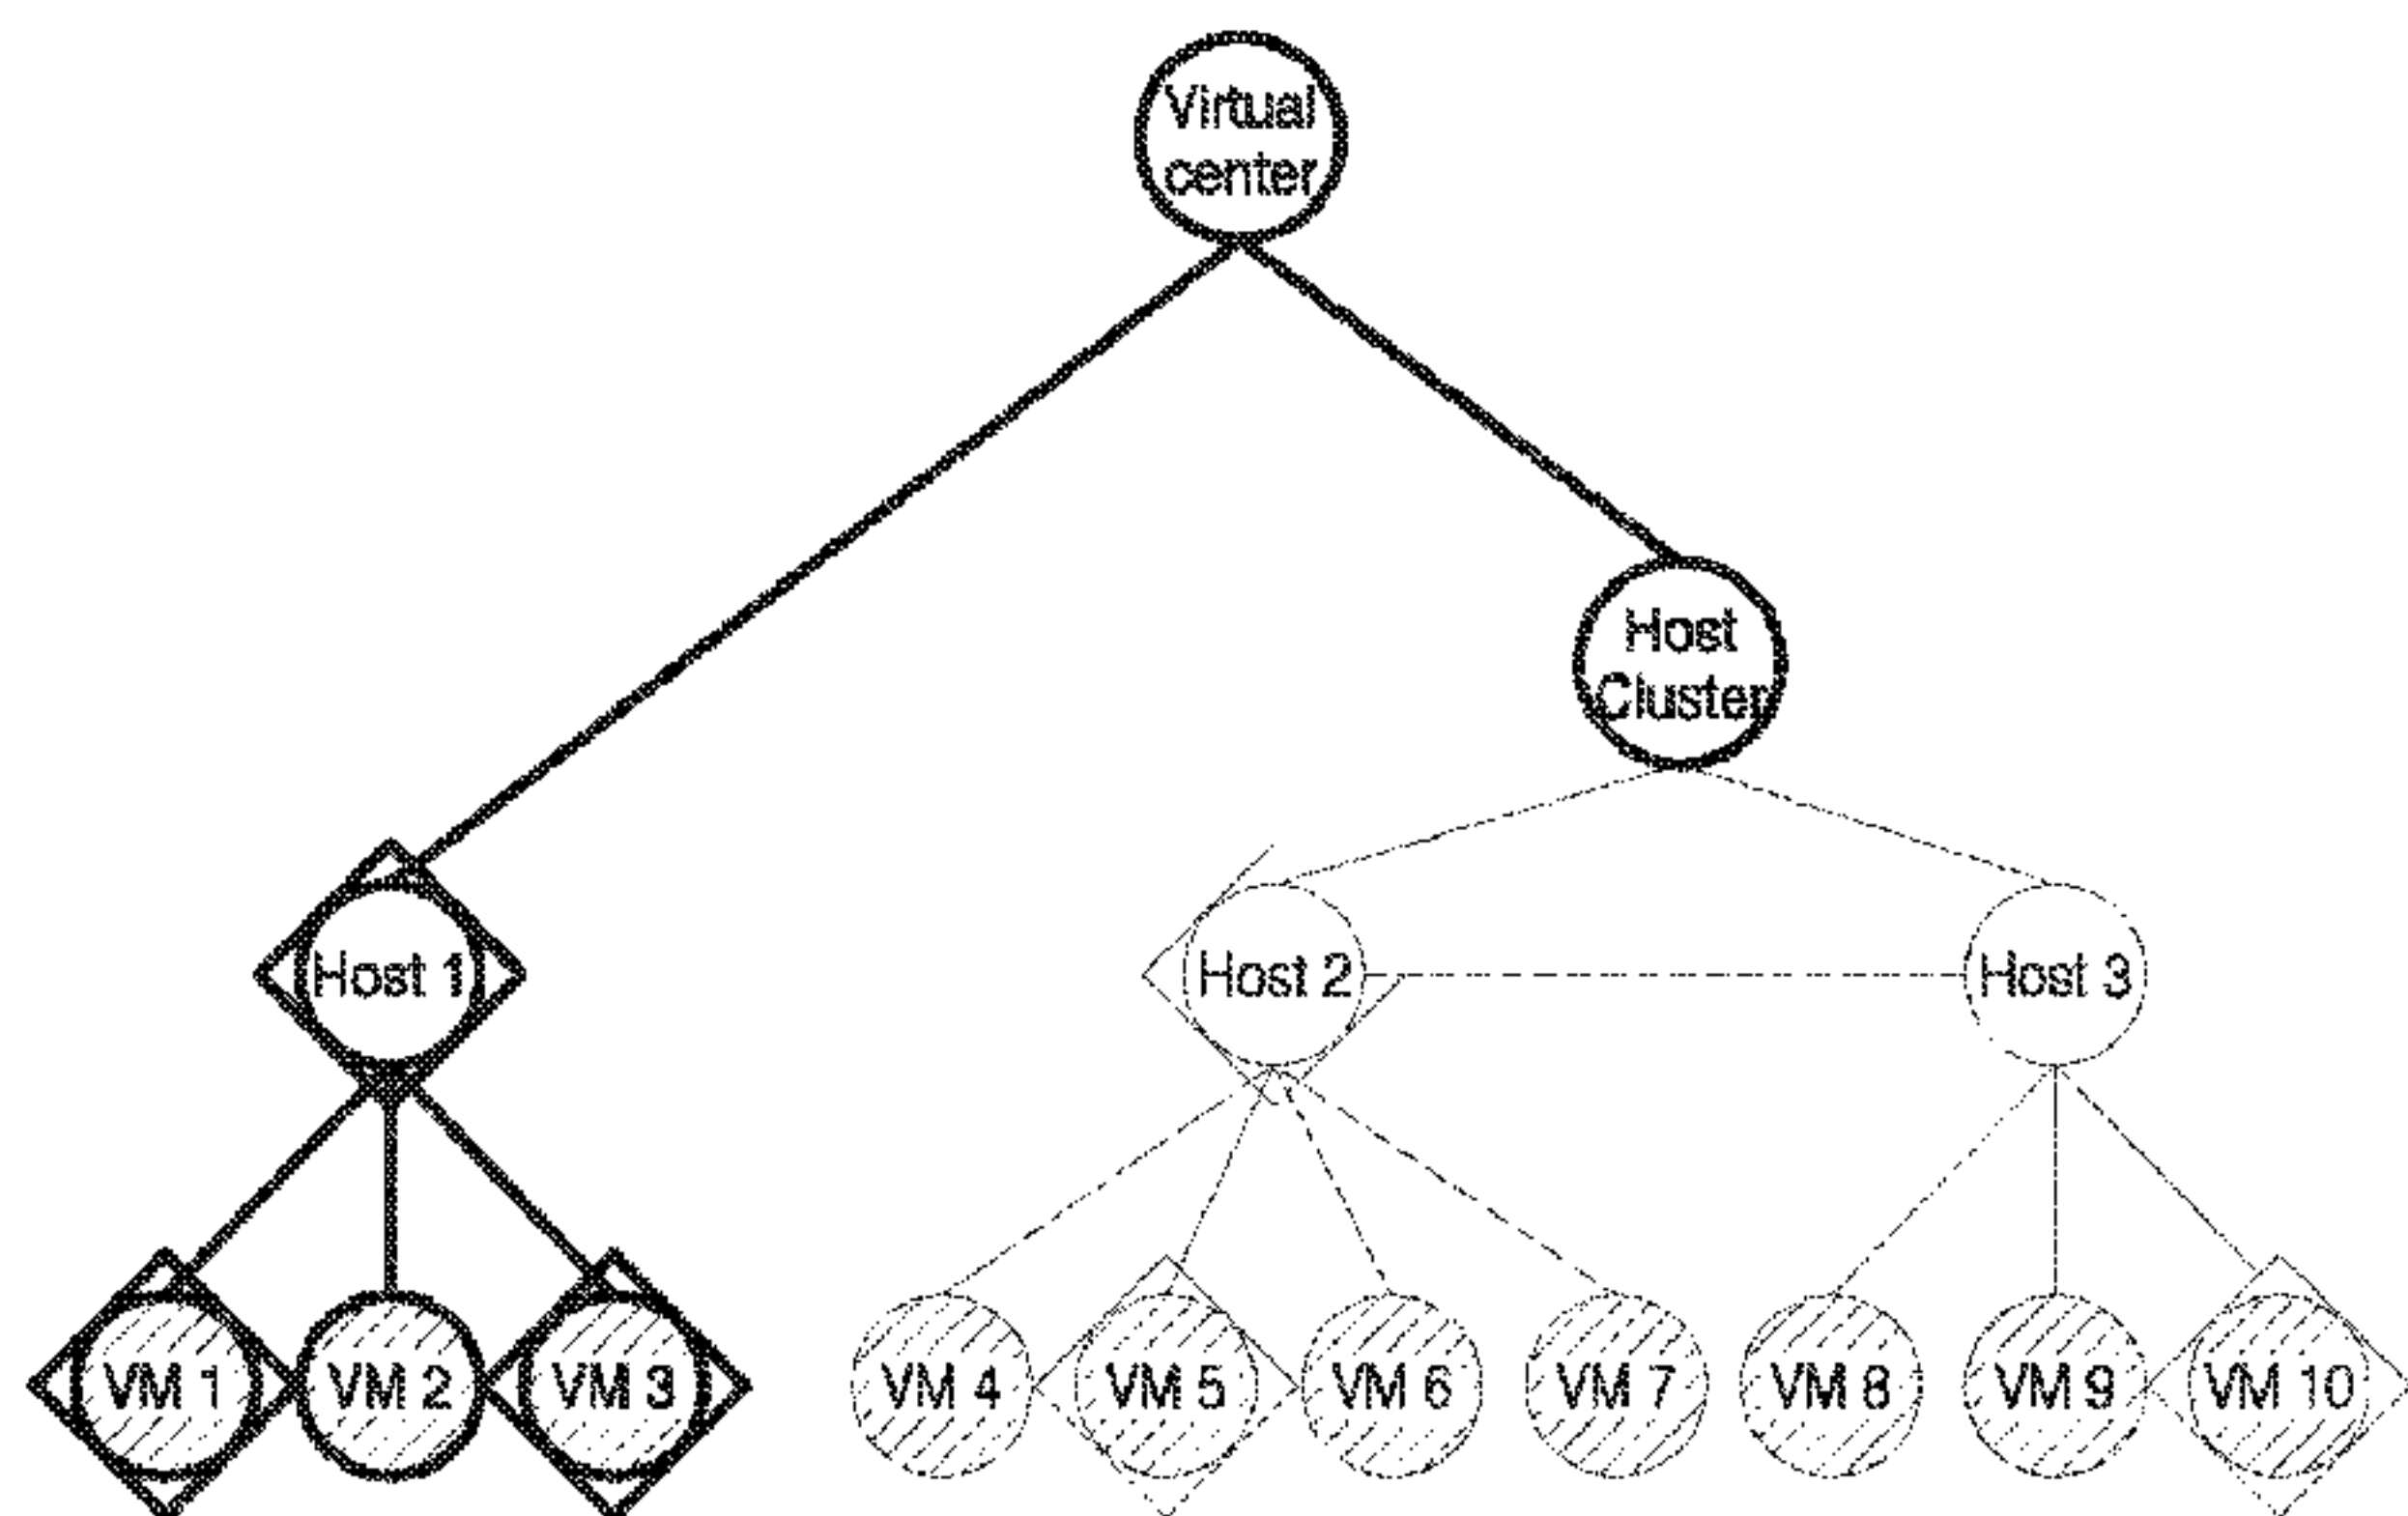 Virtual
center
Host
Cluster
Host 1
Host 2
Host 3
VM 1
VM 2
VM 3
VM 4
VM 5
VM 6
VM 7
VM 8
VM 9
VM 10